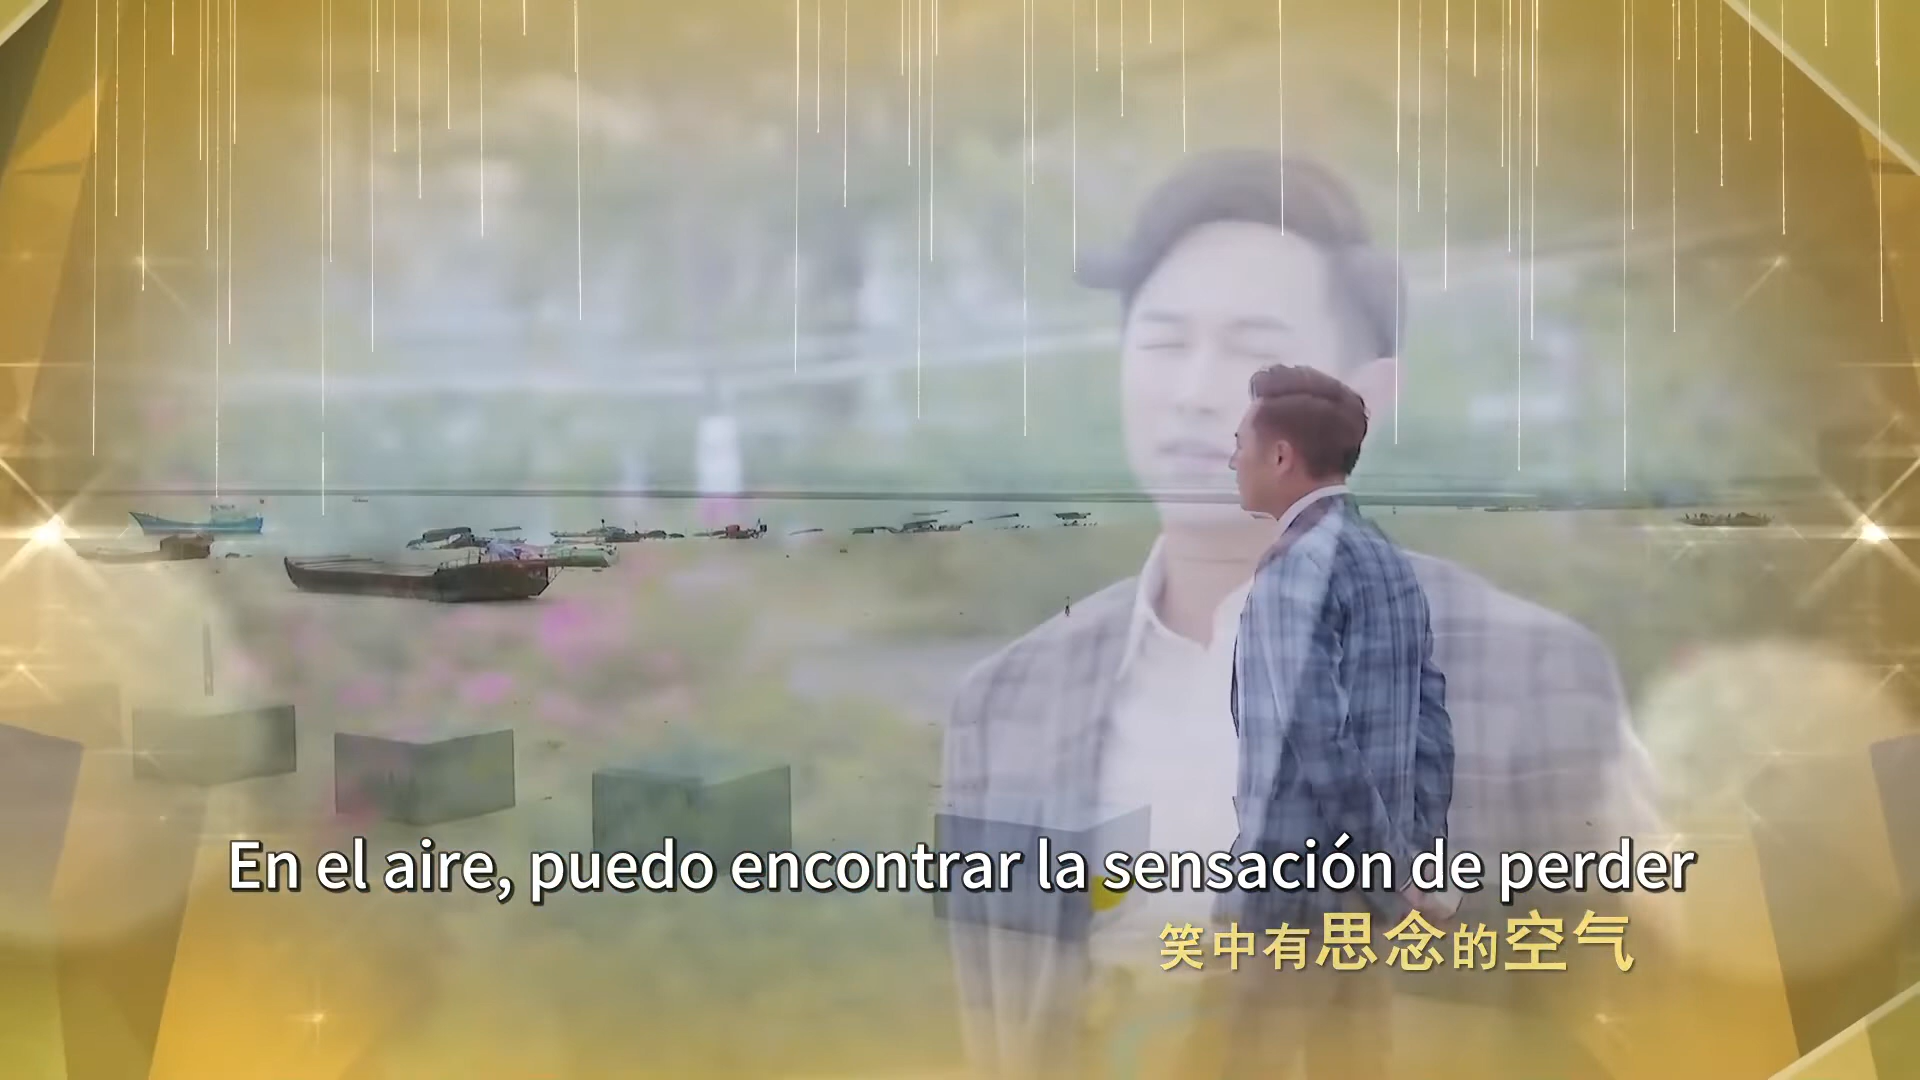 En el aire, puedo encontrar la sensación de perder
笑中有思念的空气